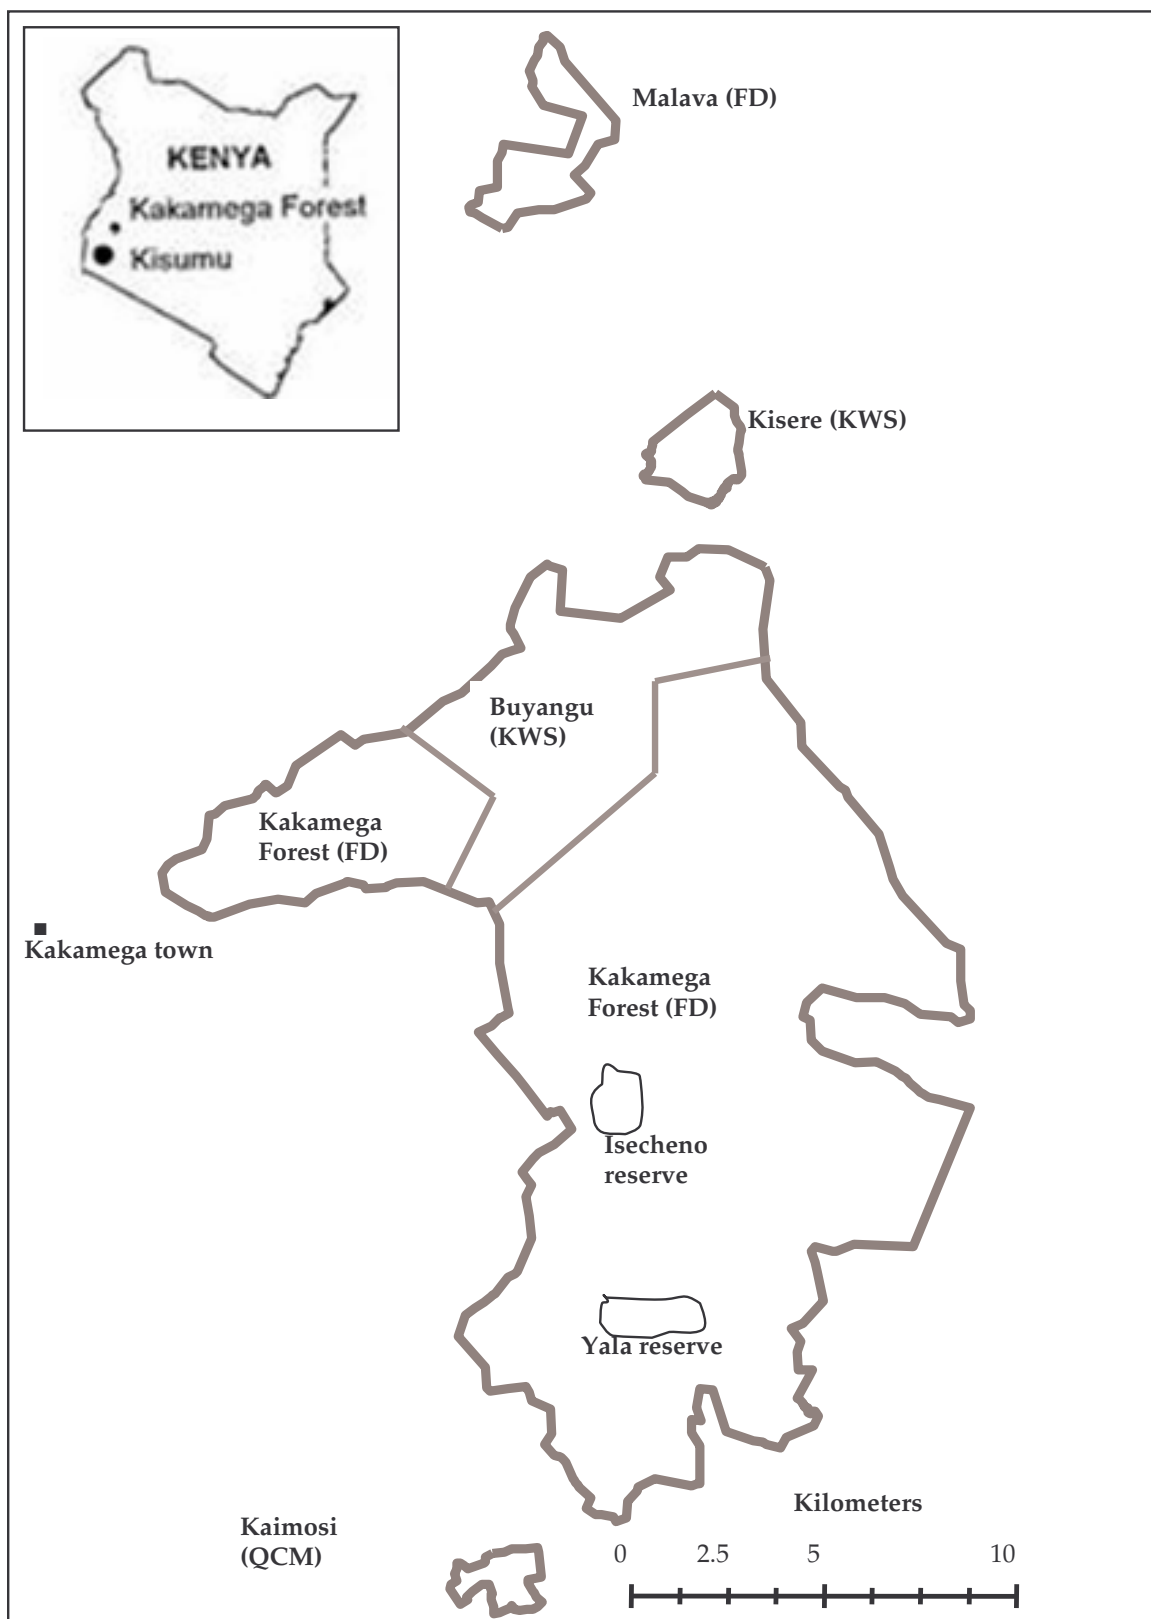 KENYA
Kakamega Forest
Kisumu
Malava (FD)
Kisere (KWS)
Buyangu
(KWS)
Kakamega
Forest (FD)
Kakamega town
Kakamega
Forest (FD)
Isecheno
reserve
Yala reserve
Kilometers
Kaimosi
(QCM)
0 2.5 5 10